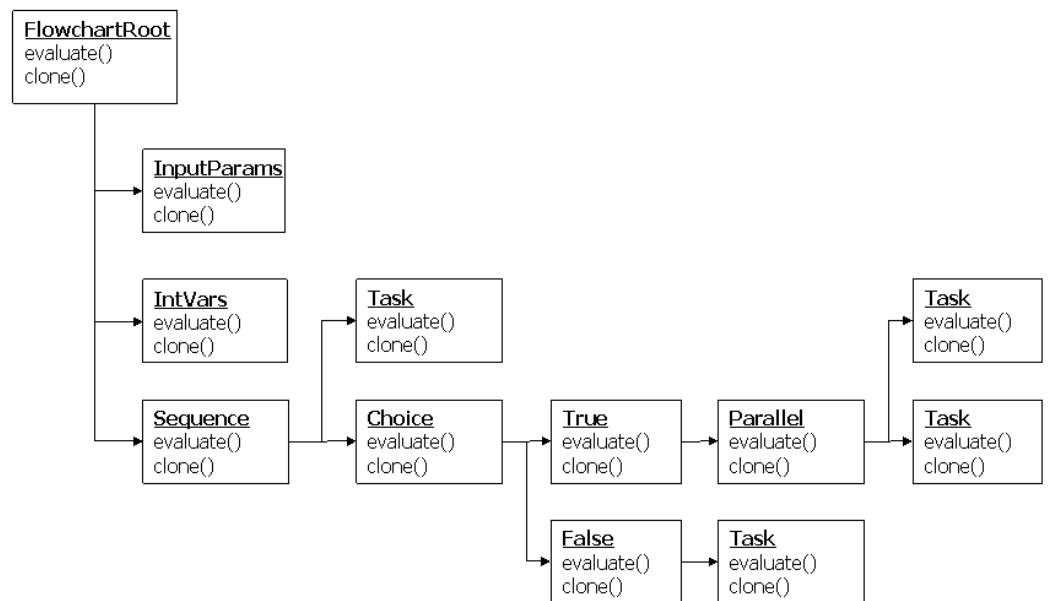 FlowchartRoot
evaluate()
clone()
InputParams
evaluate()
clone()
IntVars
evaluate()
clone()
Task
evaluate()
clone()
Task
evaluate()
clone()
Sequence
evaluate()
clone()
Choice
evaluate()
clone()
True
evaluate()
clone()
Parallel
evaluate()
clone()
Task
evaluate()
clone()
False
evaluate()
clone()
Task
evaluate()
clone()